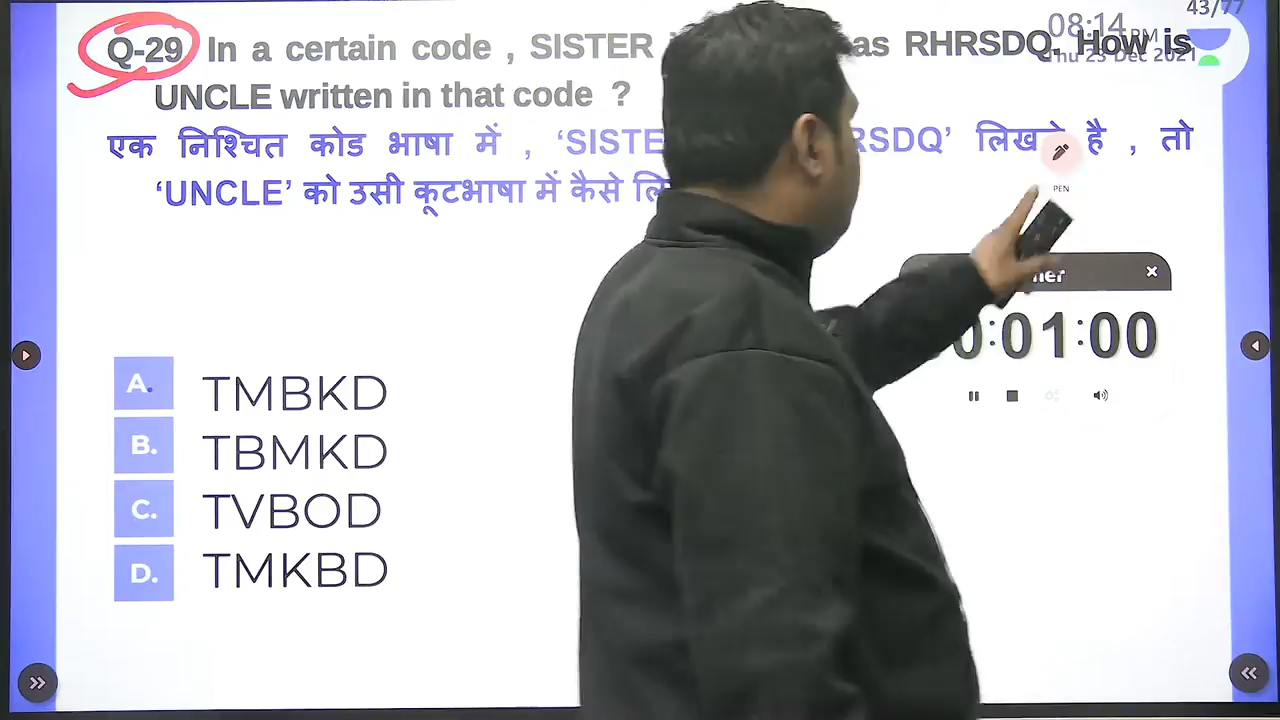 43/77
08:14 PM
Thu 23 Dec 2021
Q-29 In a certain code , SISTER as RHRSDQ. How is
UNCLE written in that code ?
एक निश्चित कोड भाषा में , ‘SISTE RSDQ’ लिखते है , तो
‘UNCLE’ को उसी कूटभाषा में कैसे
PEN
0:01:00
A. TMBKD
B. TBMKD
C. TVBOD
D. TMKBD